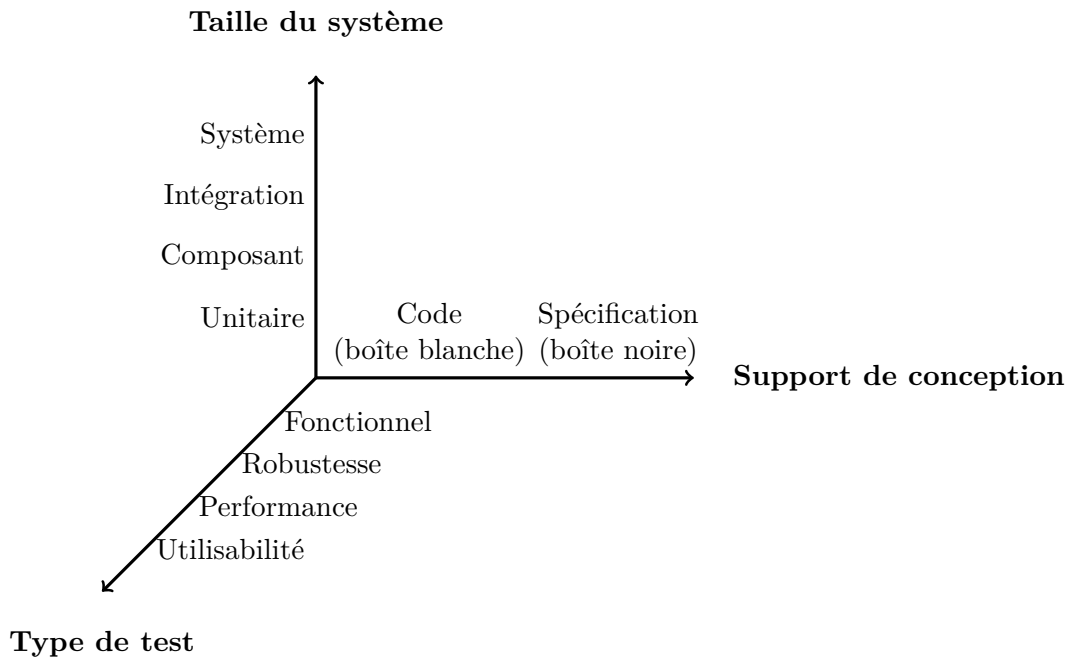 Taille du système
Système
Intégration
Composant
Unitaire
Code
(boîte blanche)
Spécification
(boîte noire)
Support de conception
Fonctionnel
Robustesse
Performance
Utilisabilité
Type de test